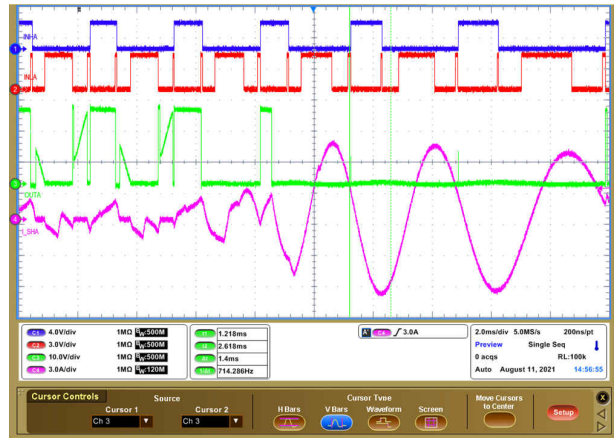 INHA
1
INLA
2
3
OUTA
4
I_SHA
C1 4.0V/div 1MΩ BW:500M
C2 3.0V/div 1MΩ BW:500M
C3 10.0V/div 1MΩ BW:500M
C4 3.0A/div 1MΩ BW:120M
t1 1.218ms
t2 2.618ms
Δt 1.4ms
1/Δt 714.286Hz
A' C4 3.0A
2.0ms/div 5.0MS/s 200ns/pt
Preview Single Seq
0 acqs RL:100k
Auto August 11, 2021 14:56:55
Cursor Controls
Source
Cursor 1 Cursor 2
Ch 3 Ch 3
Cursor Type
H Bars V Bars Waveform Screen
Move Cursors
to Center
Setup
X